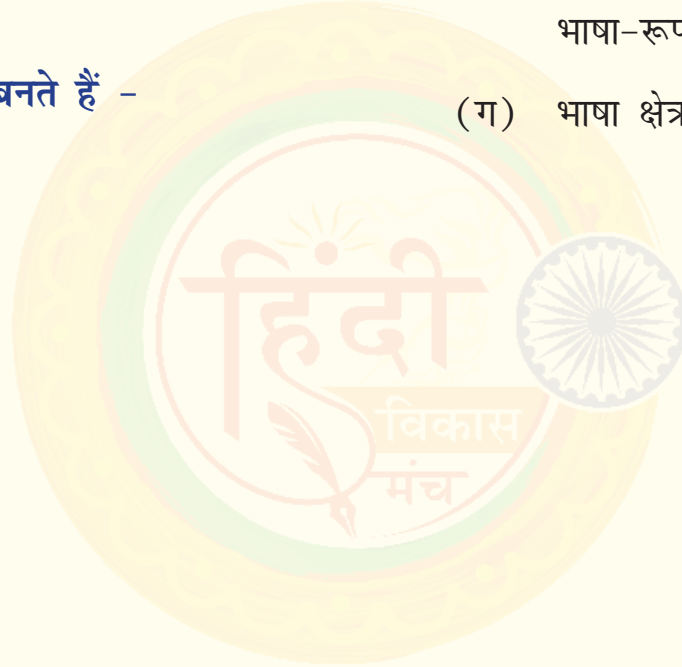 भाषा-रूप
बनते हैं -
(ग) भाषा क्षेत्र
हिंदी
विकास
मंच